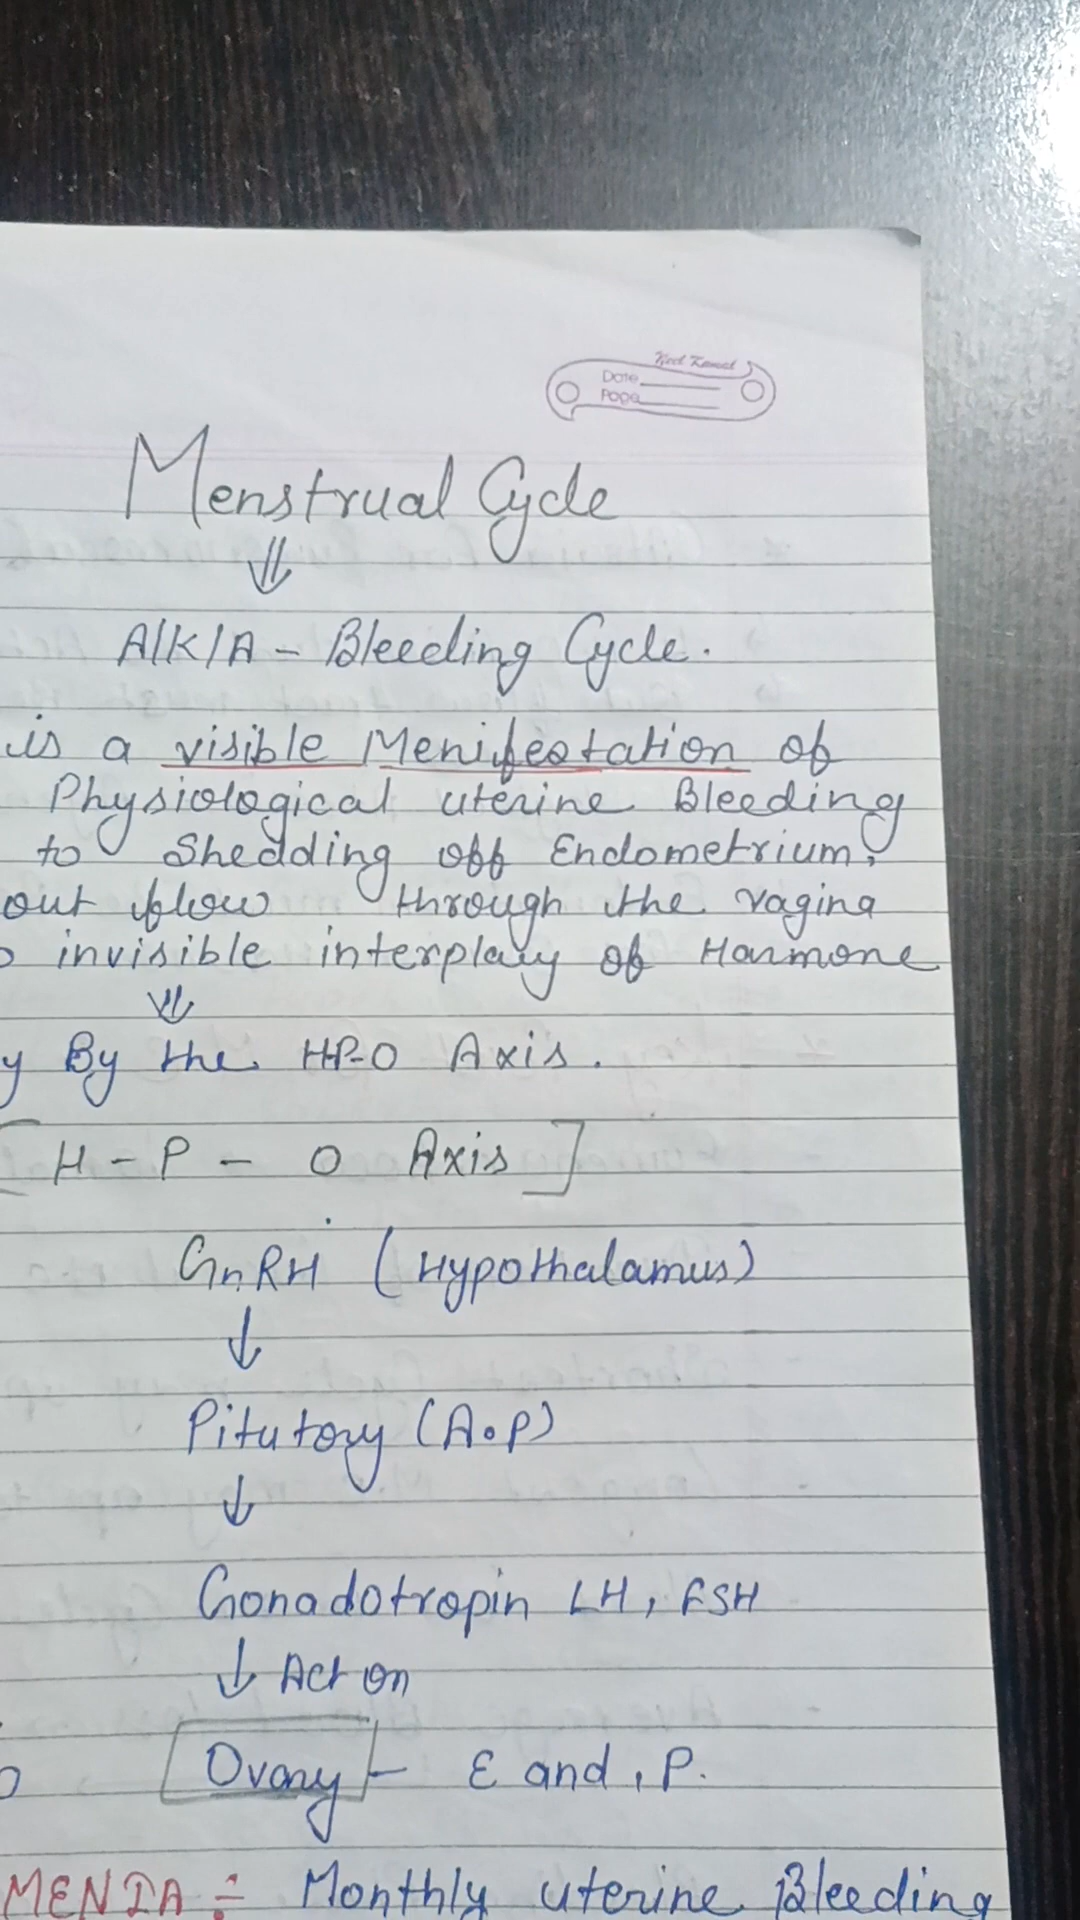 Date
Page
Menstrual Cycle
A/K/A - Bleeding Cycle.
is a visible Menifestation of
Physiological uterine Bleeding
to Shedding off Endometrium,
out flow through the vagina
invisible interplay of Harmone
y By the H-P-O Axis.
[H - P - O Axis]
GnRH (Hypothalamus)
↓
Pitutory (A.P)
↓
Gonadotropin LH, FSH
↓ Act on
Ovary - E and, P.
MENIA ÷ Monthly uterine Bleeding